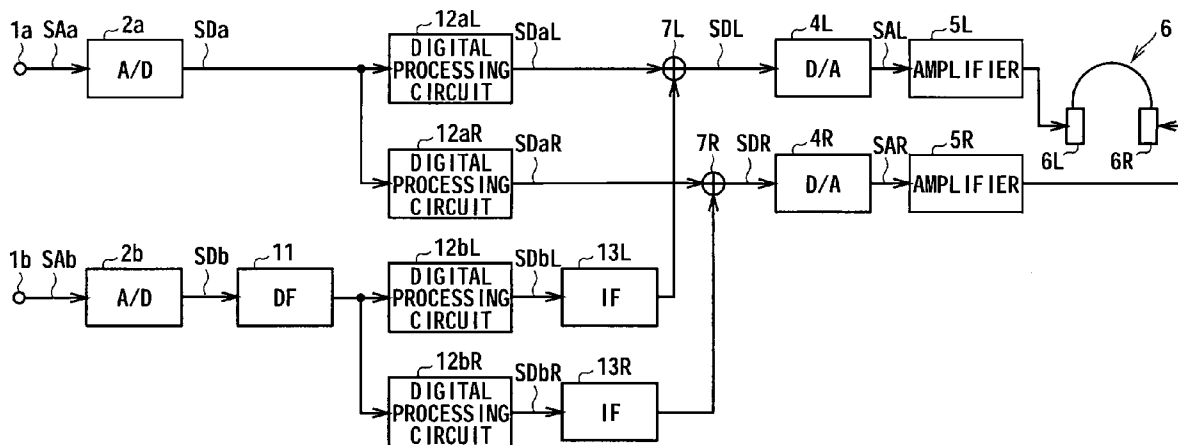 1a SAa 2a SDa 12aL SDaL 7L SDL 4L SAL 5L 6
A/D DIGITAL PROCESSING CIRCUIT D/A AMPLIFIER
12aR SDaR 7R SDR 4R SAR 5R 6L 6R
DIGITAL PROCESSING CIRCUIT D/A AMPLIFIER
1b SAb 2b SDb 11 12bL SDbL 13L
A/D DF DIGITAL PROCESSING CIRCUIT IF
12bR SDbR 13R
DIGITAL PROCESSING CIRCUIT IF